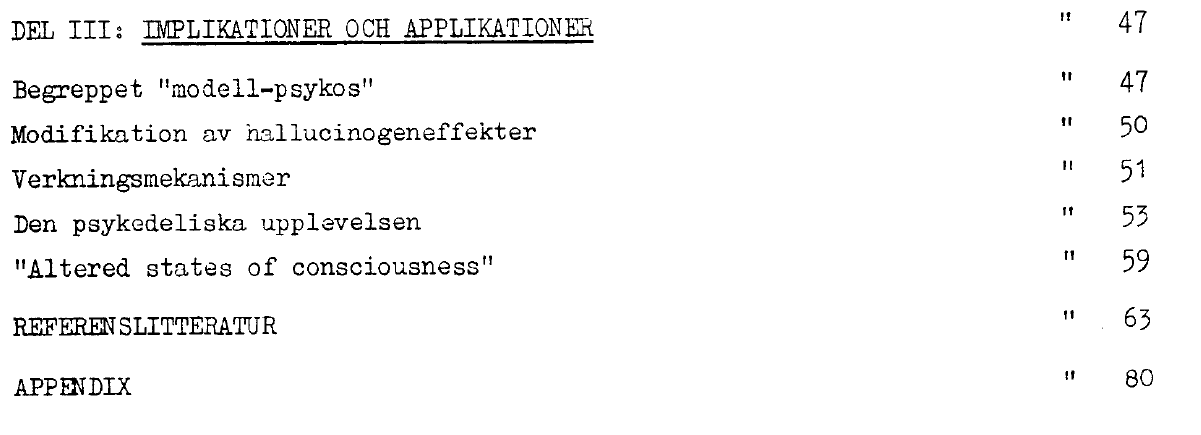 DEL III: IMPLIKATIONER OCH APPLIKATIONER " 47
Begreppet "modell-psykos" " 47
Modifikation av hallucinogeneffekter " 50
Verkningsmekanismer " 51
Den psykedeliska upplevelsen " 53
"Altered states of consciousness" " 59
REFERENSLITTERATUR " 63
APPENDIX " 80